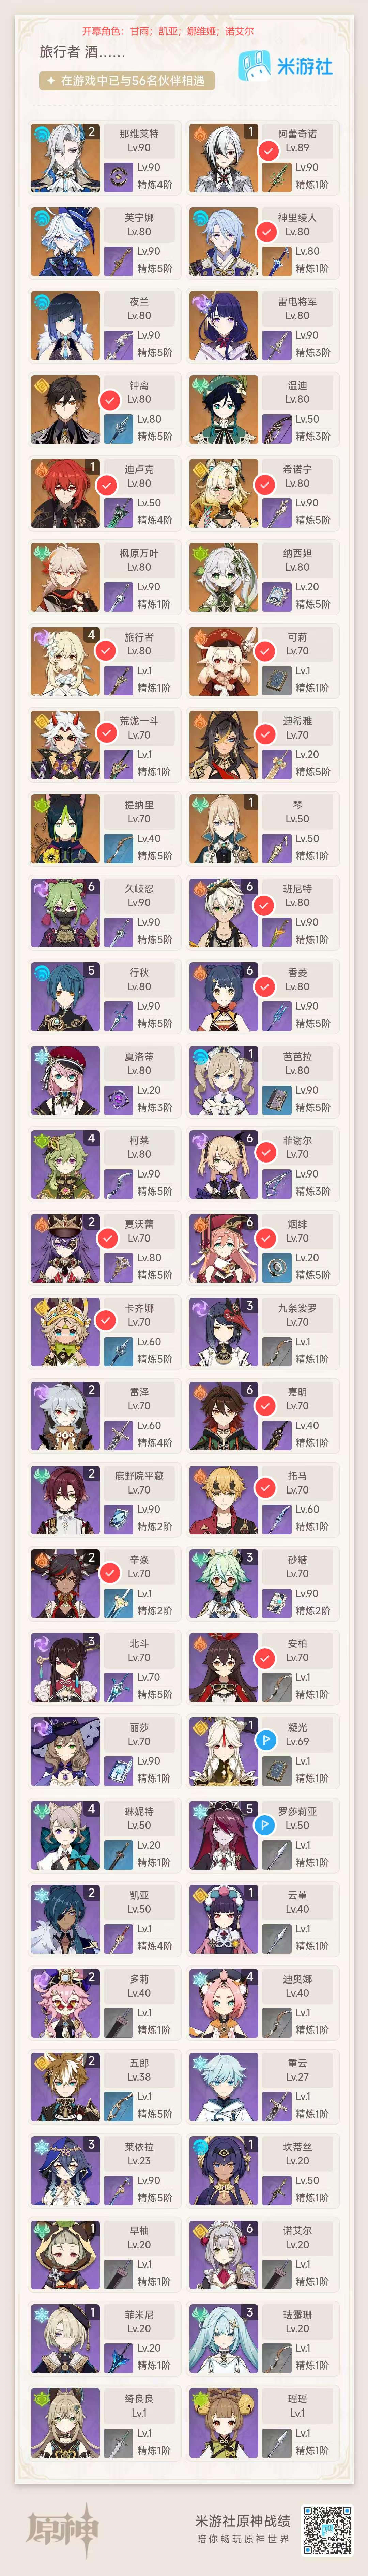 开幕角色：甘雨；凯亚；娜维娅；诺艾尔
旅行者 酒……
在游戏中已与56名伙伴相遇
米游社
2
那维莱特
Lv.90
Lv.90
精炼4阶
1
阿蕾奇诺
Lv.89
Lv.90
精炼1阶
芙宁娜
Lv.80
Lv.90
精炼5阶
神里绫人
Lv.80
Lv.80
精炼1阶
夜兰
Lv.80
Lv.90
精炼5阶
雷电将军
Lv.80
Lv.90
精炼3阶
钟离
Lv.80
Lv.80
精炼5阶
温迪
Lv.80
Lv.50
精炼3阶
1
迪卢克
Lv.80
Lv.50
精炼4阶
希诺宁
Lv.80
Lv.90
精炼5阶
枫原万叶
Lv.80
Lv.90
精炼1阶
纳西妲
Lv.80
Lv.20
精炼5阶
4
旅行者
Lv.80
Lv.1
精炼1阶
可莉
Lv.70
Lv.1
精炼1阶
荒泷一斗
Lv.70
Lv.1
精炼1阶
迪希雅
Lv.70
Lv.20
精炼5阶
提纳里
Lv.70
Lv.40
精炼5阶
1
琴
Lv.50
Lv.50
精炼1阶
6
久岐忍
Lv.90
Lv.90
精炼5阶
6
班尼特
Lv.80
Lv.90
精炼1阶
5
行秋
Lv.80
Lv.90
精炼5阶
6
香菱
Lv.80
Lv.90
精炼5阶
夏洛蒂
Lv.80
Lv.20
精炼3阶
1
芭芭拉
Lv.80
Lv.90
精炼5阶
4
柯莱
Lv.80
Lv.90
精炼5阶
6
菲谢尔
Lv.70
Lv.90
精炼3阶
2
夏沃蕾
Lv.70
Lv.80
精炼5阶
6
烟绯
Lv.70
Lv.20
精炼5阶
卡齐娜
Lv.70
Lv.60
精炼5阶
3
九条裟罗
Lv.70
Lv.1
精炼1阶
2
雷泽
Lv.70
Lv.60
精炼4阶
6
嘉明
Lv.70
Lv.40
精炼1阶
2
鹿野院平藏
Lv.70
Lv.90
精炼2阶
托马
Lv.70
Lv.60
精炼1阶
2
辛焱
Lv.70
Lv.1
精炼2阶
3
砂糖
Lv.70
Lv.90
精炼2阶
3
北斗
Lv.70
Lv.70
精炼5阶
安柏
Lv.70
Lv.1
精炼1阶
丽莎
Lv.70
Lv.90
精炼1阶
1
凝光
Lv.69
Lv.1
精炼1阶
4
琳妮特
Lv.50
Lv.20
精炼1阶
5
罗莎莉亚
Lv.50
Lv.1
精炼1阶
2
凯亚
Lv.50
Lv.1
精炼4阶
1
云堇
Lv.40
Lv.1
精炼1阶
2
多莉
Lv.40
Lv.1
精炼1阶
4
迪奥娜
Lv.40
Lv.1
精炼1阶
2
五郎
Lv.38
Lv.1
精炼5阶
重云
Lv.27
Lv.1
精炼1阶
3
莱依拉
Lv.23
Lv.90
精炼5阶
1
坎蒂丝
Lv.20
Lv.50
精炼1阶
1
早柚
Lv.20
Lv.1
精炼1阶
6
诺艾尔
Lv.20
Lv.1
精炼1阶
1
菲米尼
Lv.20
Lv.20
精炼1阶
3
珐露珊
Lv.20
Lv.1
精炼1阶
绮良良
Lv.1
Lv.1
精炼1阶
瑶瑶
Lv.1
Lv.1
精炼1阶
原神
米游社原神战绩
陪你畅玩原神世界